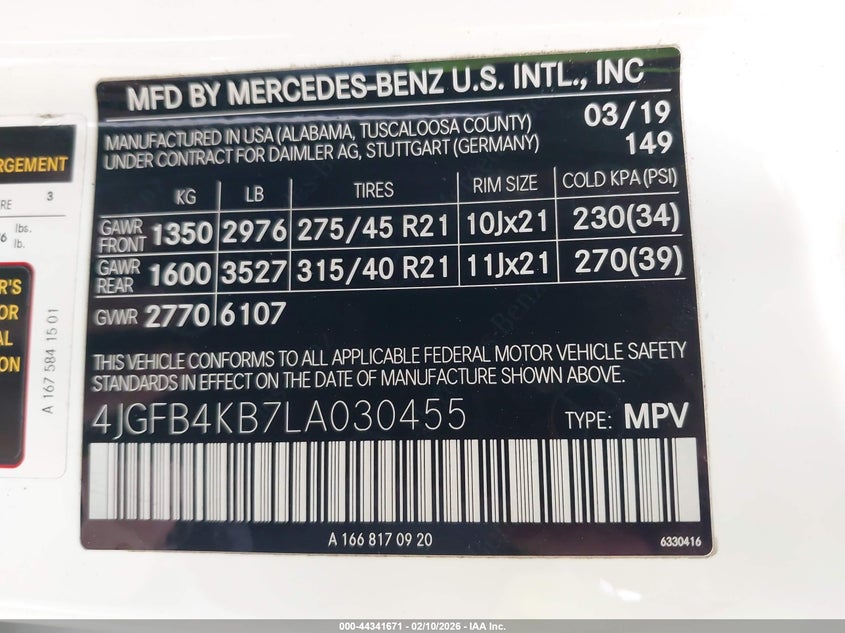 MFD BY MERCEDES-BENZ U.S. INTL., INC
MANUFACTURED IN USA (ALABAMA, TUSCALOOSA COUNTY) 03/19
UNDER CONTRACT FOR DAIMLER AG, STUTTGART (GERMANY) 149
KG LB TIRES RIM SIZE COLD KPA(PSI)
GAWR FRONT 1350 2976 275/45 R21 10Jx21 230(34)
GAWR REAR 1600 3527 315/40 R21 11Jx21 270(39)
GVWR 2770 6107
THIS VEHICLE CONFORMS TO ALL APPLICABLE FEDERAL MOTOR VEHICLE SAFETY
STANDARDS IN EFFECT ON THE DATE OF MANUFACTURE SHOWN ABOVE.
4JGFB4KB7LA030455 TYPE: MPV
A 166 817 09 20 6330416
RGEMENT
RE 3
6 lbs.
lb.
R'S
OR
AL
ION
A 167 584 15 01
000-44341671 - 02/10/2026 - IAA Inc.